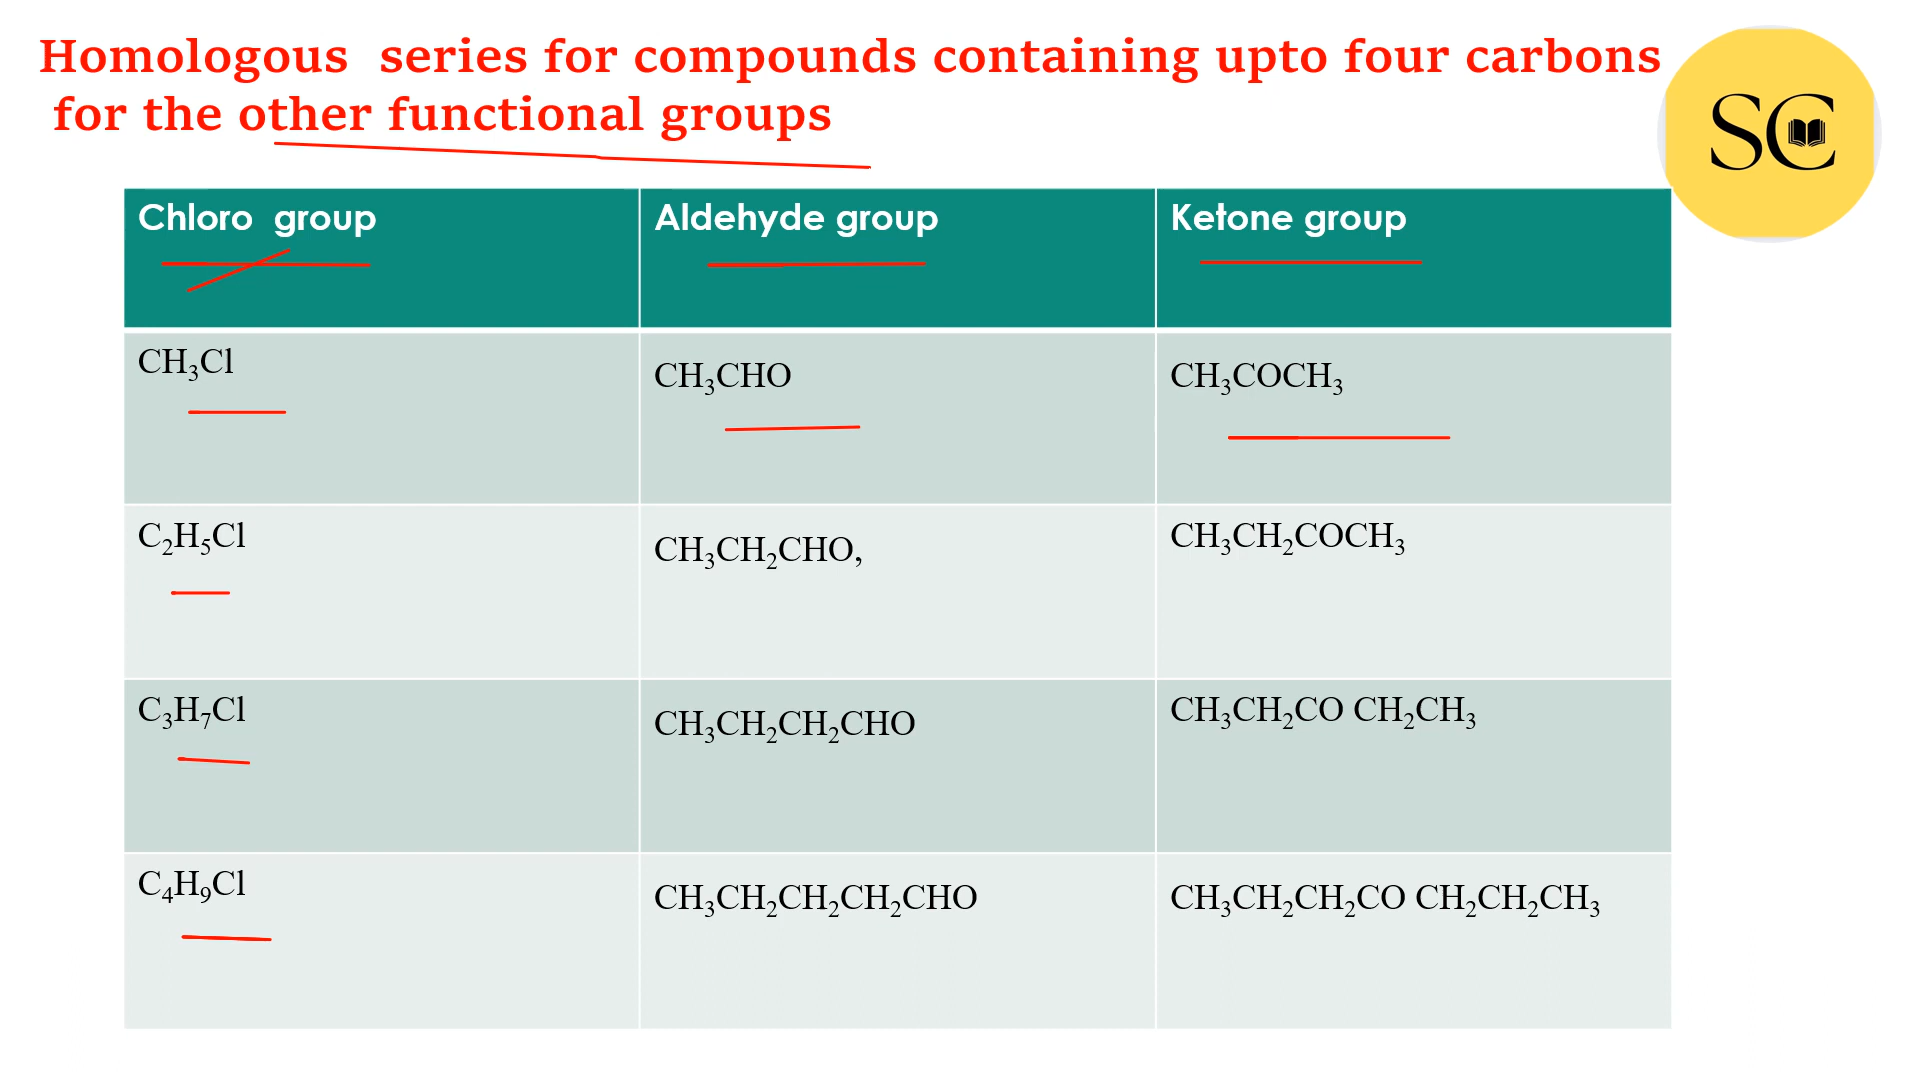 Homologous series for compounds containing upto four carbons
for the other functional groups
SC
Chloro group Aldehyde group Ketone group
CH₃Cl CH₃CHO CH₃COCH₃
C₂H₅Cl CH₃CH₂CHO, CH₃CH₂COCH₃
C₃H₇Cl CH₃CH₂CH₂CHO CH₃CH₂CO CH₂CH₃
C₄H₉Cl CH₃CH₂CH₂CH₂CHO CH₃CH₂CH₂CO CH₂CH₂CH₃